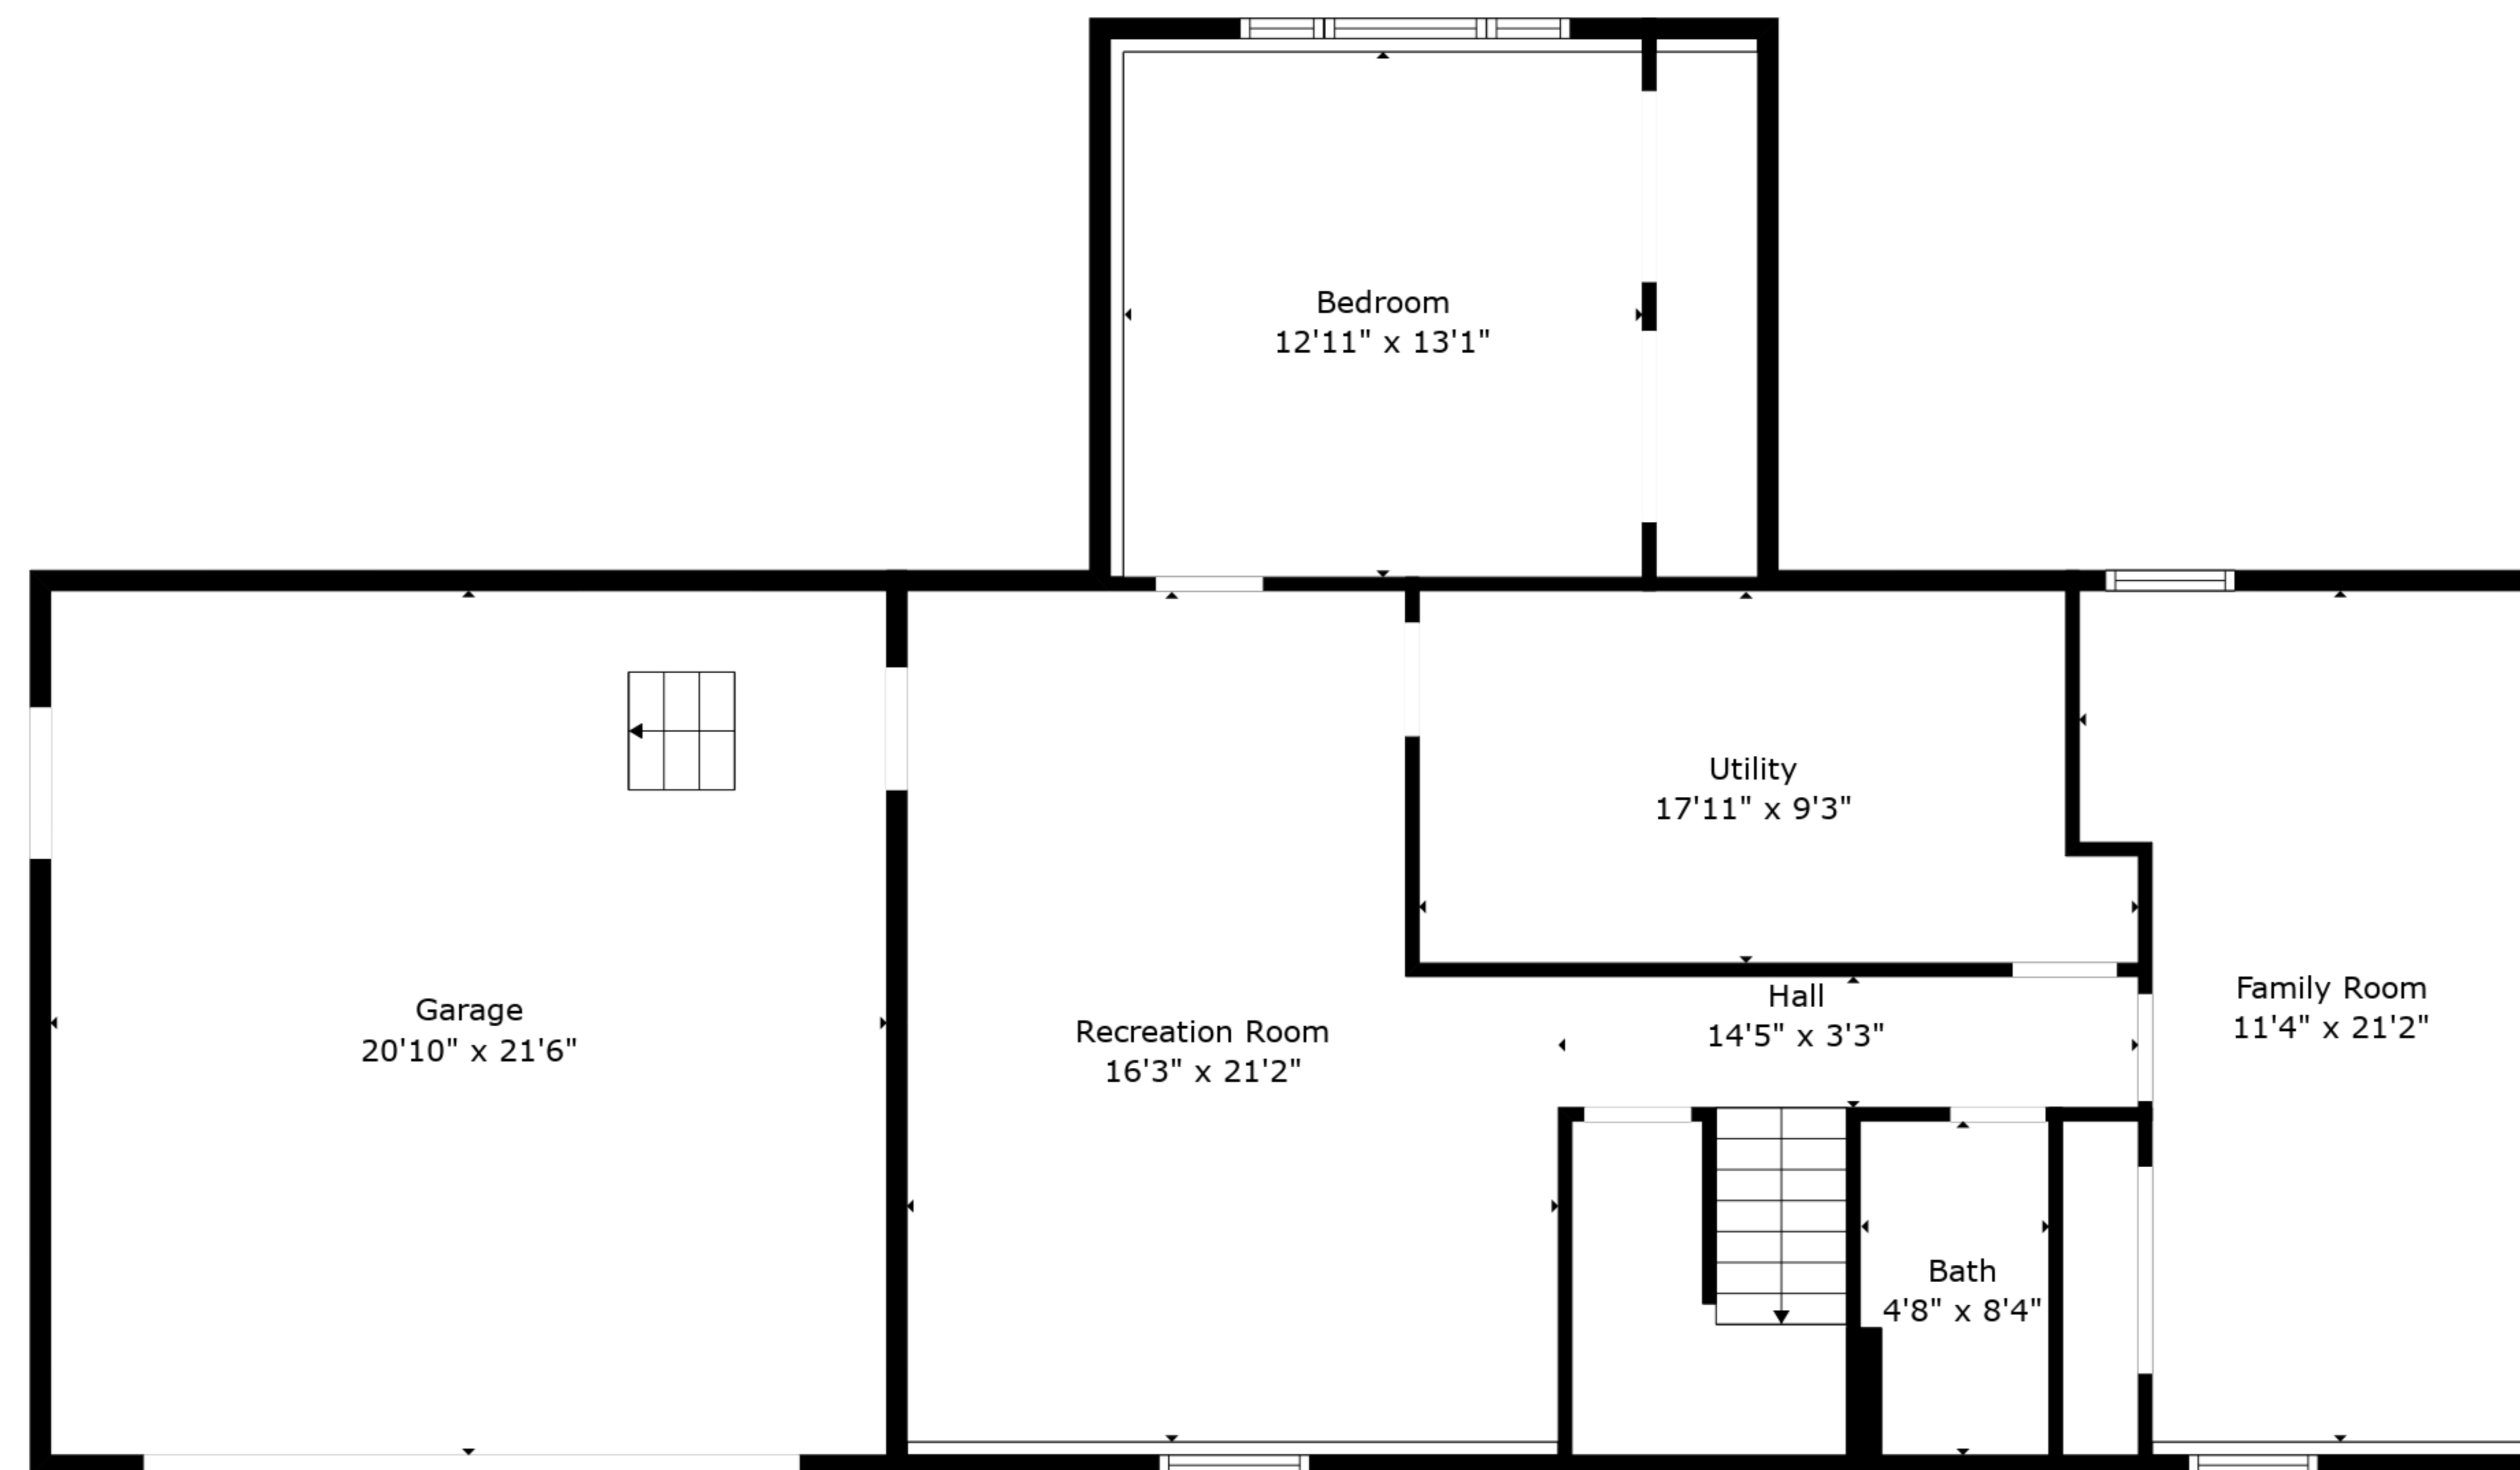 Bedroom
12'11" x 13'1"
Utility
17'11" x 9'3"
Garage
20'10" x 21'6"
Recreation Room
16'3" x 21'2"
Hall
14'5" x 3'3"
Family Room
11'4" x 21'2"
Bath
4'8" x 8'4"